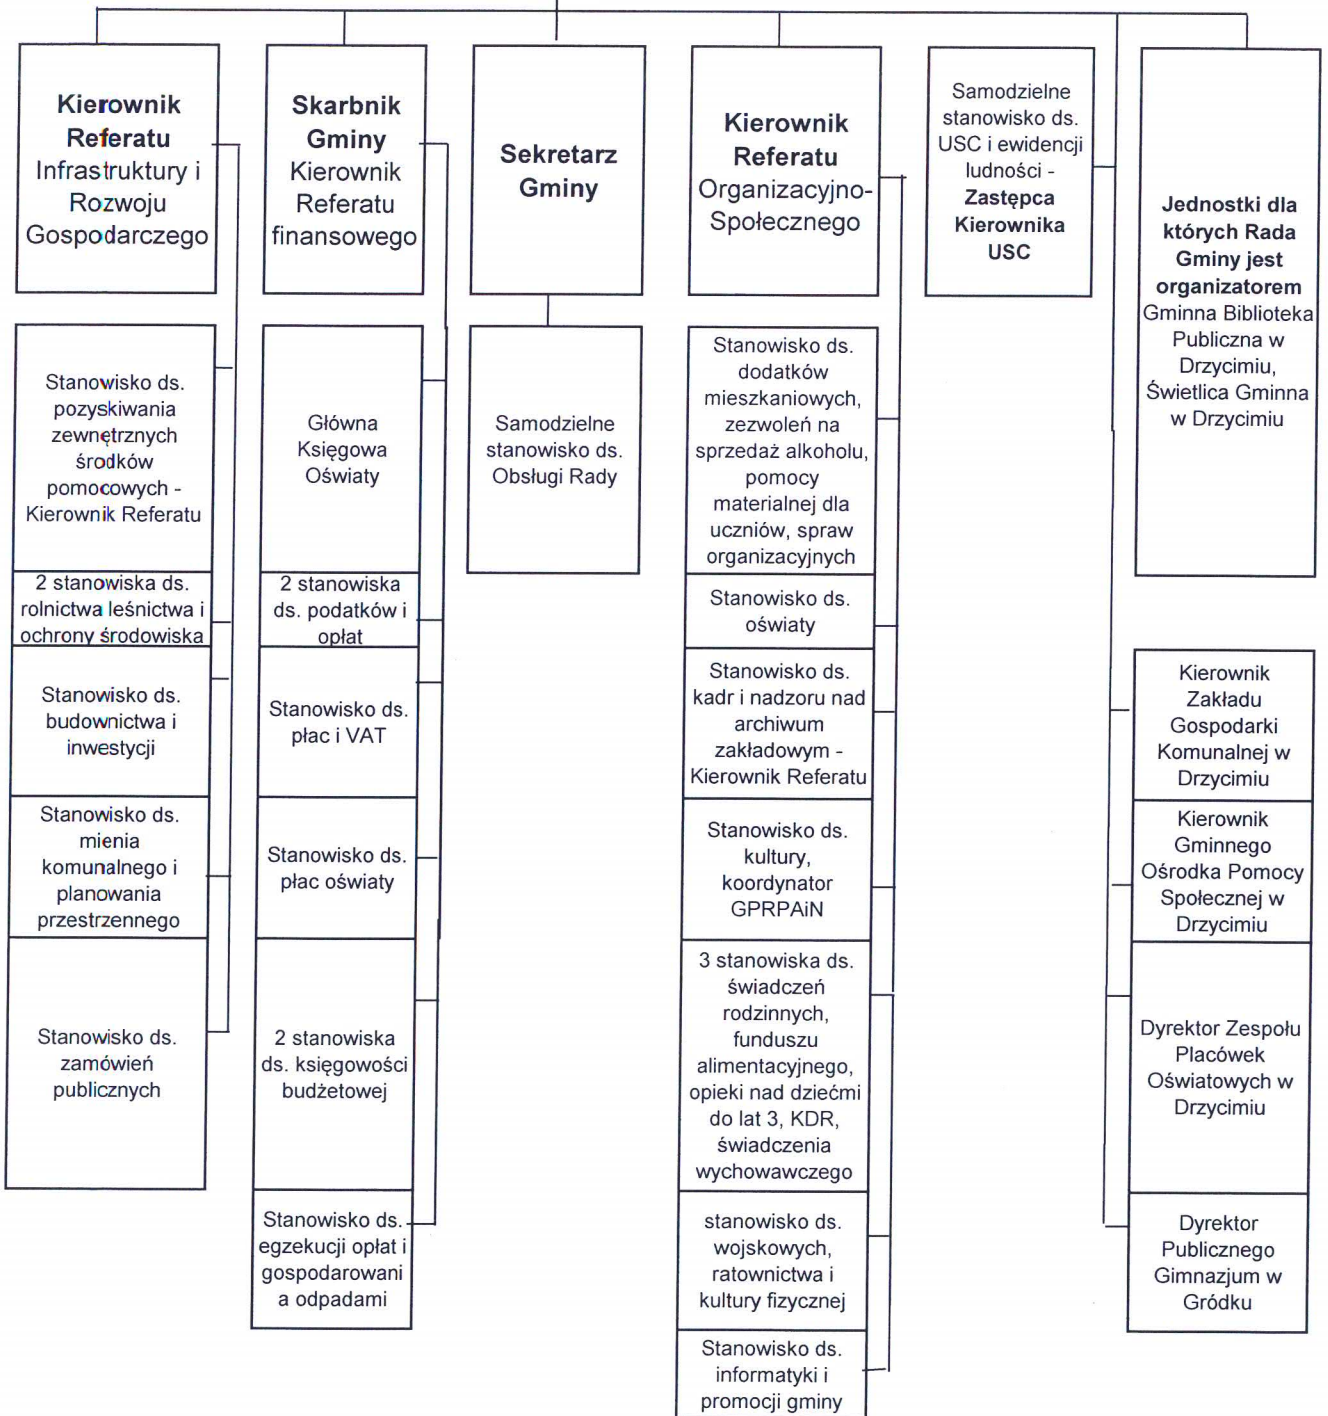 Kierownik
Referatu
Infrastruktury i
Rozwoju
Gospodarczego
Skarbnik
Gminy
Kierownik
Referatu
finansowego
Sekretarz
Gminy
Kierownik
Referatu
Organizacyjno-
Społecznego
Samodzielne
stanowisko ds.
USC i ewidencji
ludności -
Zastępca
Kierownika
USC
Jednostki dla
których Rada
Gminy jest
organizatorem
Gminna Biblioteka
Publiczna w
Drzycimiu,
Świetlica Gminna
w Drzycimiu
Stanowisko ds.
pozyskiwania
zewnętrznych
środków
pomocowych -
Kierownik Referatu
2 stanowiska ds.
rolnictwa leśnictwa i
ochrony środowiska
Stanowisko ds.
budownictwa i
inwestycji
Stanowisko ds.
mienia
komunalnego i
planowania
przestrzennego
Stanowisko ds.
zamówień
publicznych
Główna
Księgowa
Oświaty
2 stanowiska
ds. podatków i
opłat
Stanowisko ds.
płac i VAT
Stanowisko ds.
płac oświaty
2 stanowiska
ds. księgowości
budżetowej
Stanowisko ds.
egzekucji opłat i
gospodarowani
a odpadami
Samodzielne
stanowisko ds.
Obsługi Rady
Stanowisko ds.
dodatków
mieszkaniowych,
zezwoleń na
sprzedaż alkoholu,
pomocy
materialnej dla
uczniów, spraw
organizacyjnych
Stanowisko ds.
oświaty
Stanowisko ds.
kadr i nadzoru nad
archiwum
zakładowym -
Kierownik Referatu
Stanowisko ds.
kultury,
koordynator
GPRPAiN
3 stanowiska ds.
świadczeń
rodzinnych,
funduszu
alimentacyjnego,
opieki nad dziećmi
do lat 3, KDR,
świadczenia
wychowawczego
stanowisko ds.
wojskowych,
ratownictwa i
kultury fizycznej
Stanowisko ds.
informatyki i
promocji gminy
Kierownik
Zakładu
Gospodarki
Komunalnej w
Drzycimiu
Kierownik
Gminnego
Ośrodka Pomocy
Społecznej w
Drzycimiu
Dyrektor Zespołu
Placówek
Oświatowych w
Drzycimiu
Dyrektor
Publicznego
Gimnazjum w
Gródku